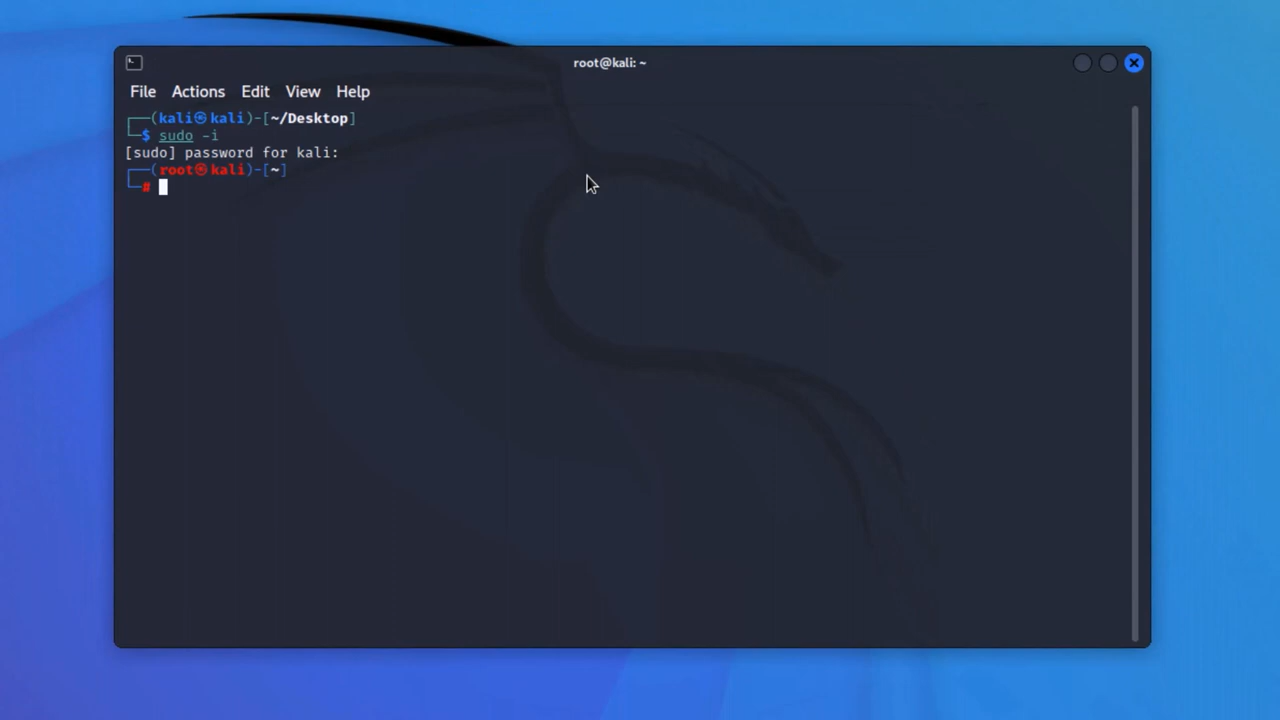 root@kali: ~
File Actions Edit View Help
┌──(kali㉿kali)-[~/Desktop]
└─$ sudo -i
[sudo] password for kali:
┌──(root㉿kali)-[~]
└─#